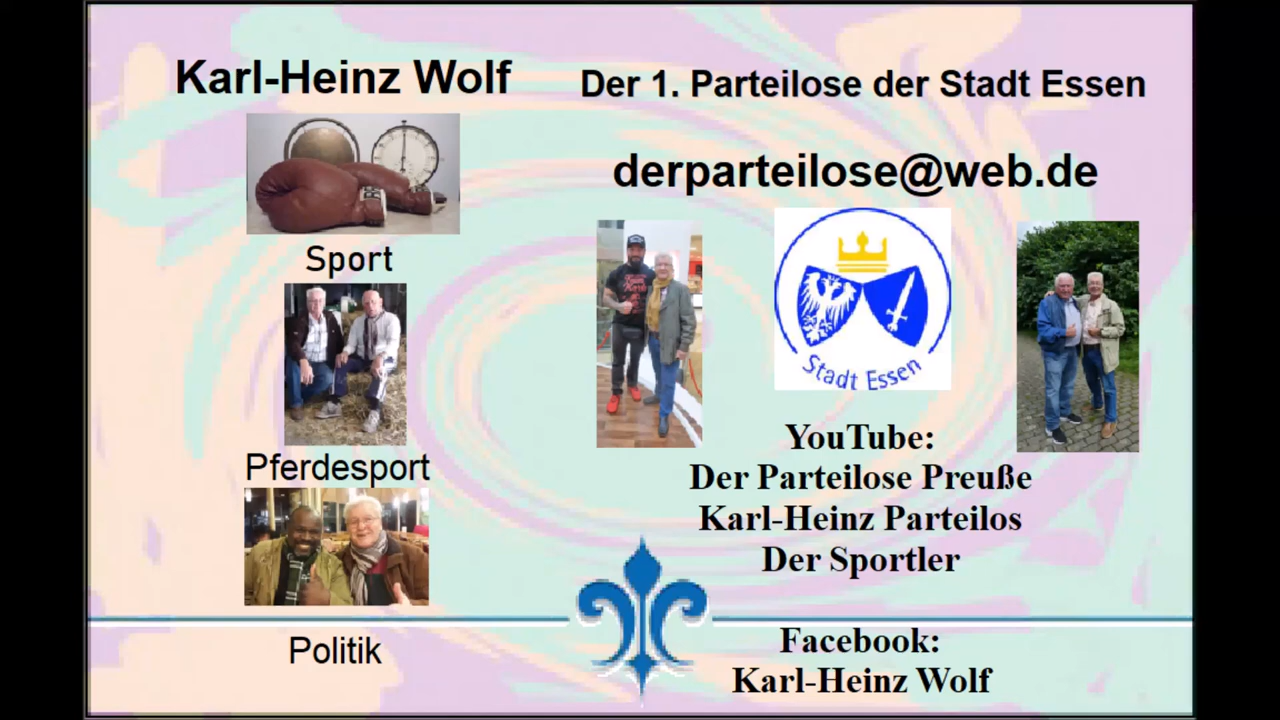 Karl-Heinz Wolf
Der 1. Parteilose der Stadt Essen
derparteilose@web.de
Sport
Pferdesport
Politik
Stadt Essen
YouTube:
Der Parteilose Preuße
Karl-Heinz Parteilos
Der Sportler
Facebook:
Karl-Heinz Wolf